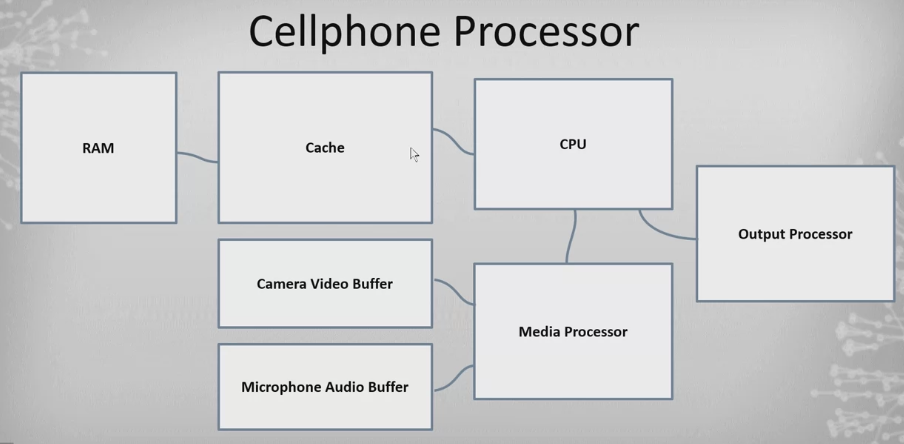 Cellphone Processor
RAM
Cache
CPU
Output Processor
Camera Video Buffer
Media Processor
Microphone Audio Buffer